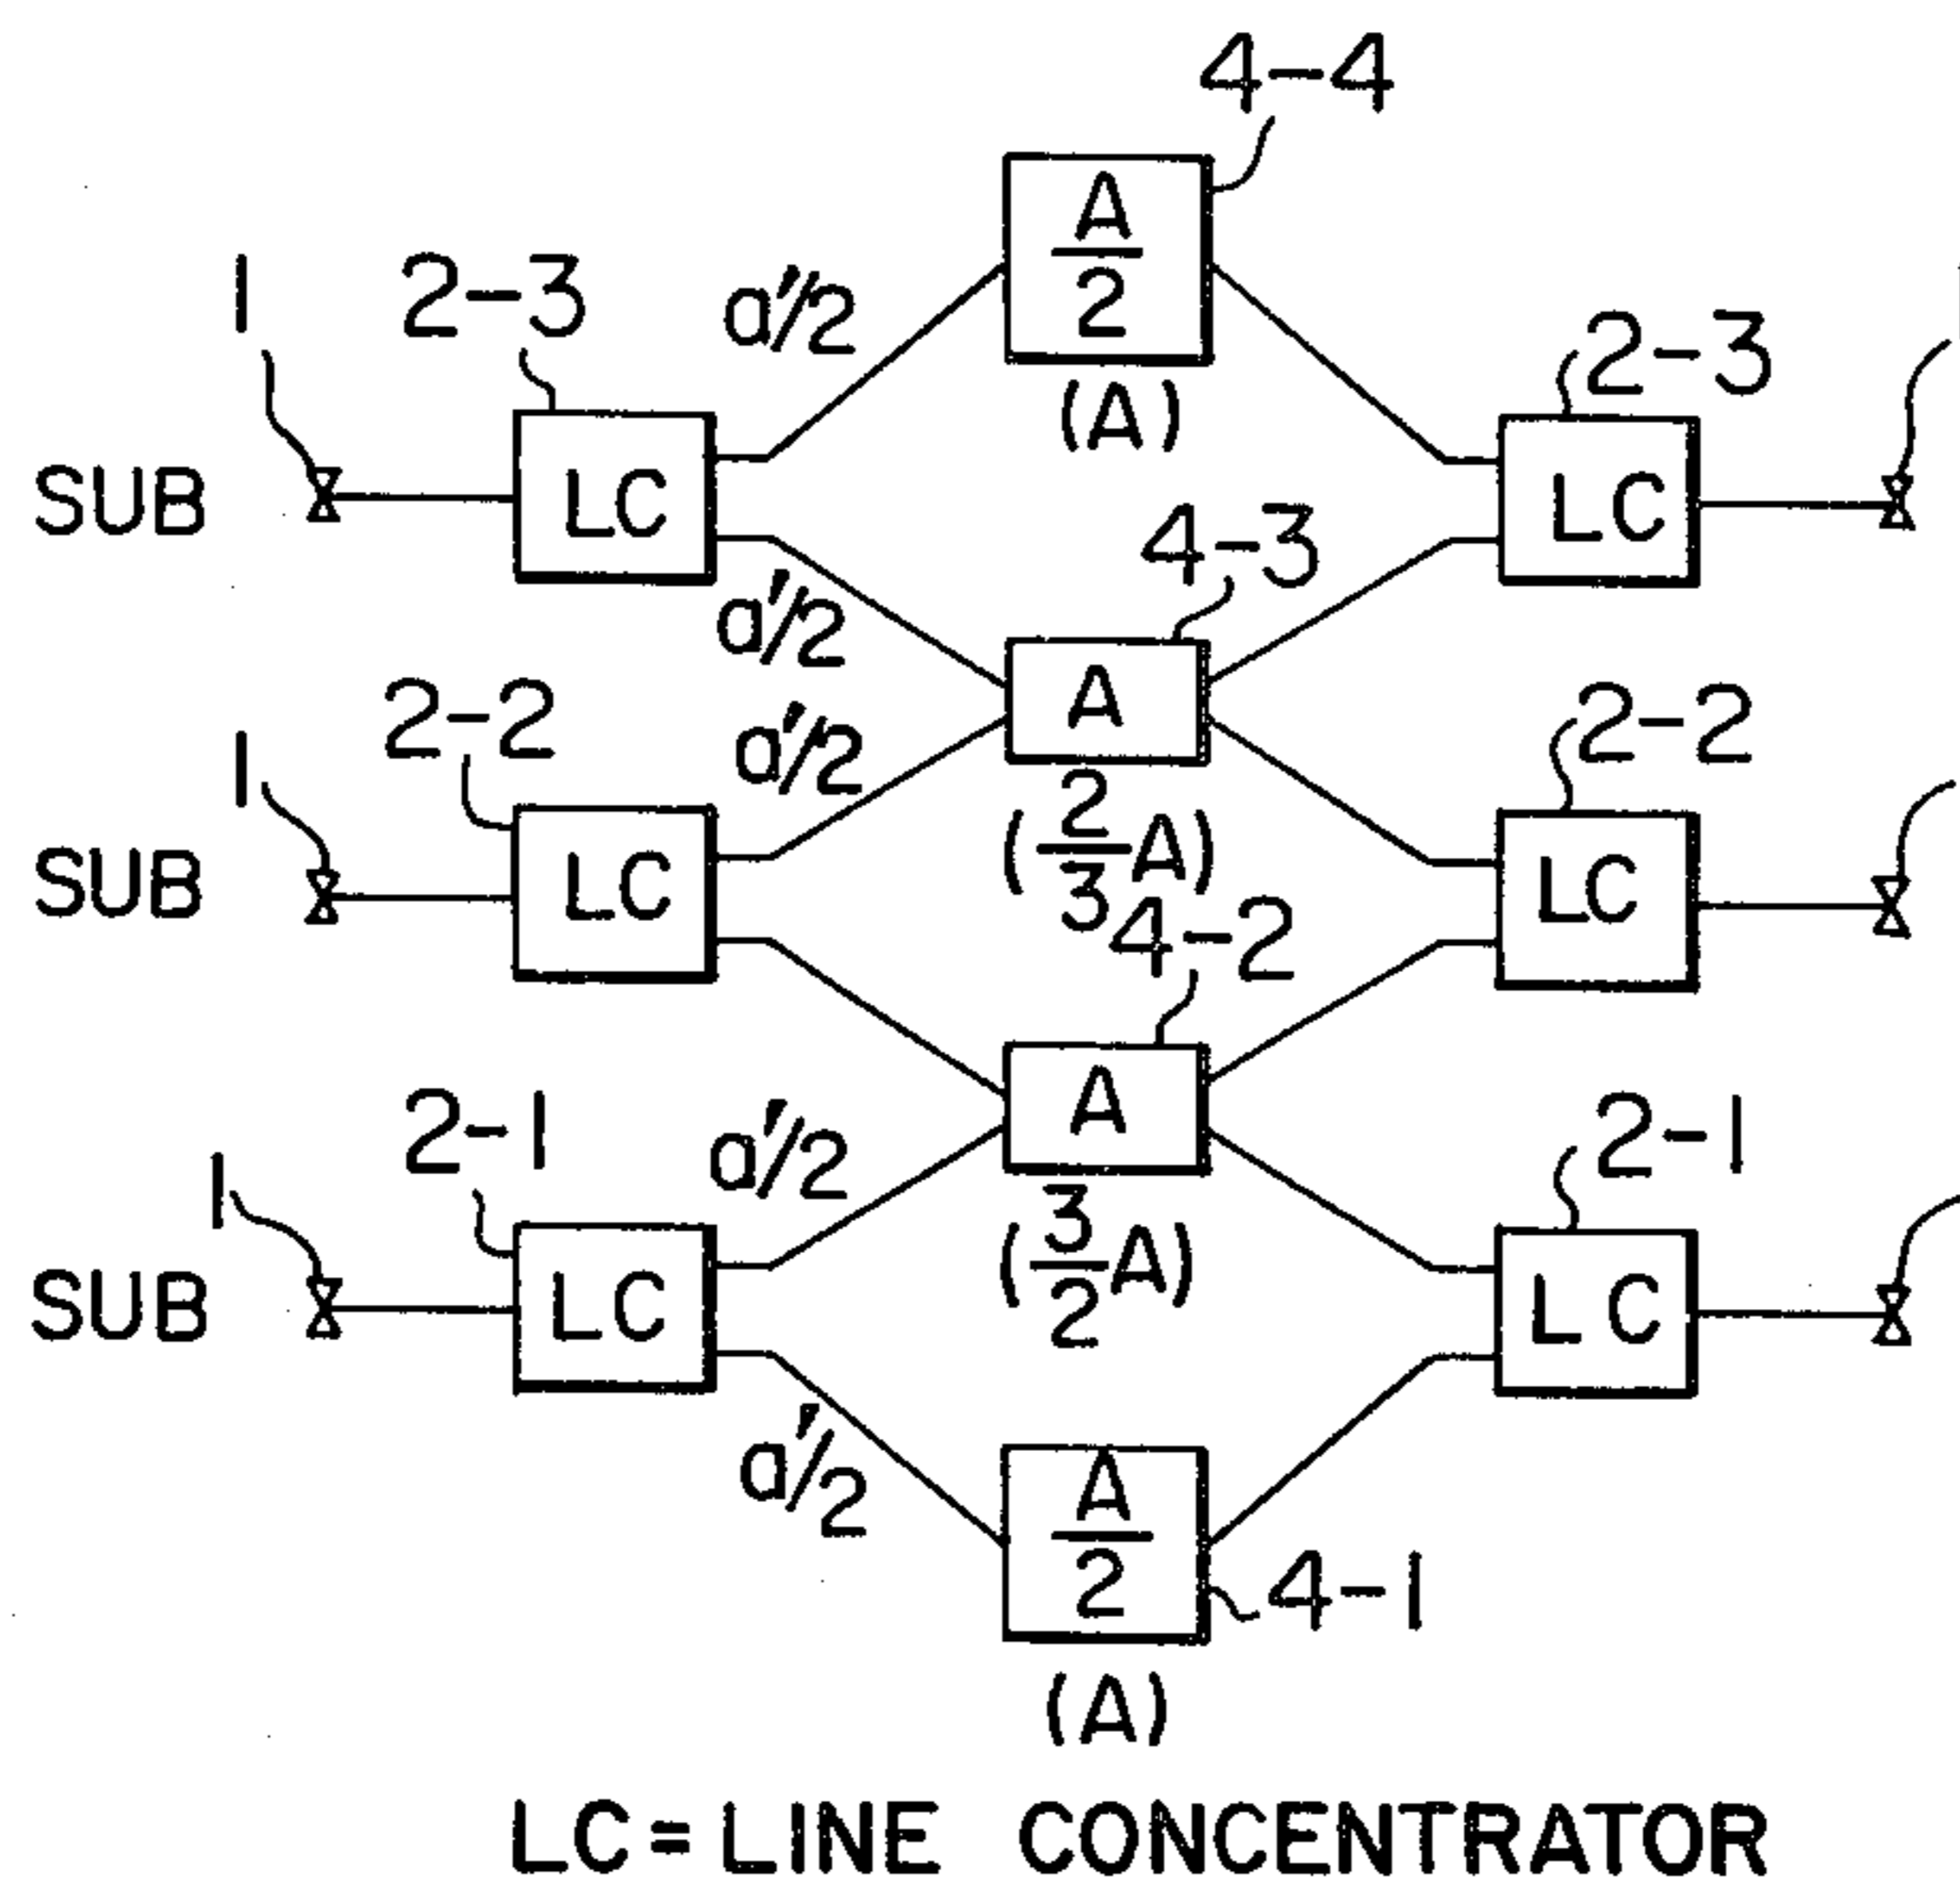 4-4
A
2
(A)
1
2-3
a'/2
SUB
LC
2-3
LC
a'/2
4-3
A
(2/3 A)
1
2-2
a'/2
SUB
LC
2-2
LC
4-2
A
(3/2 A)
1
2-1
a'/2
SUB
LC
2-1
LC
a'/2
A
2
4-1
(A)
LC = LINE CONCENTRATOR